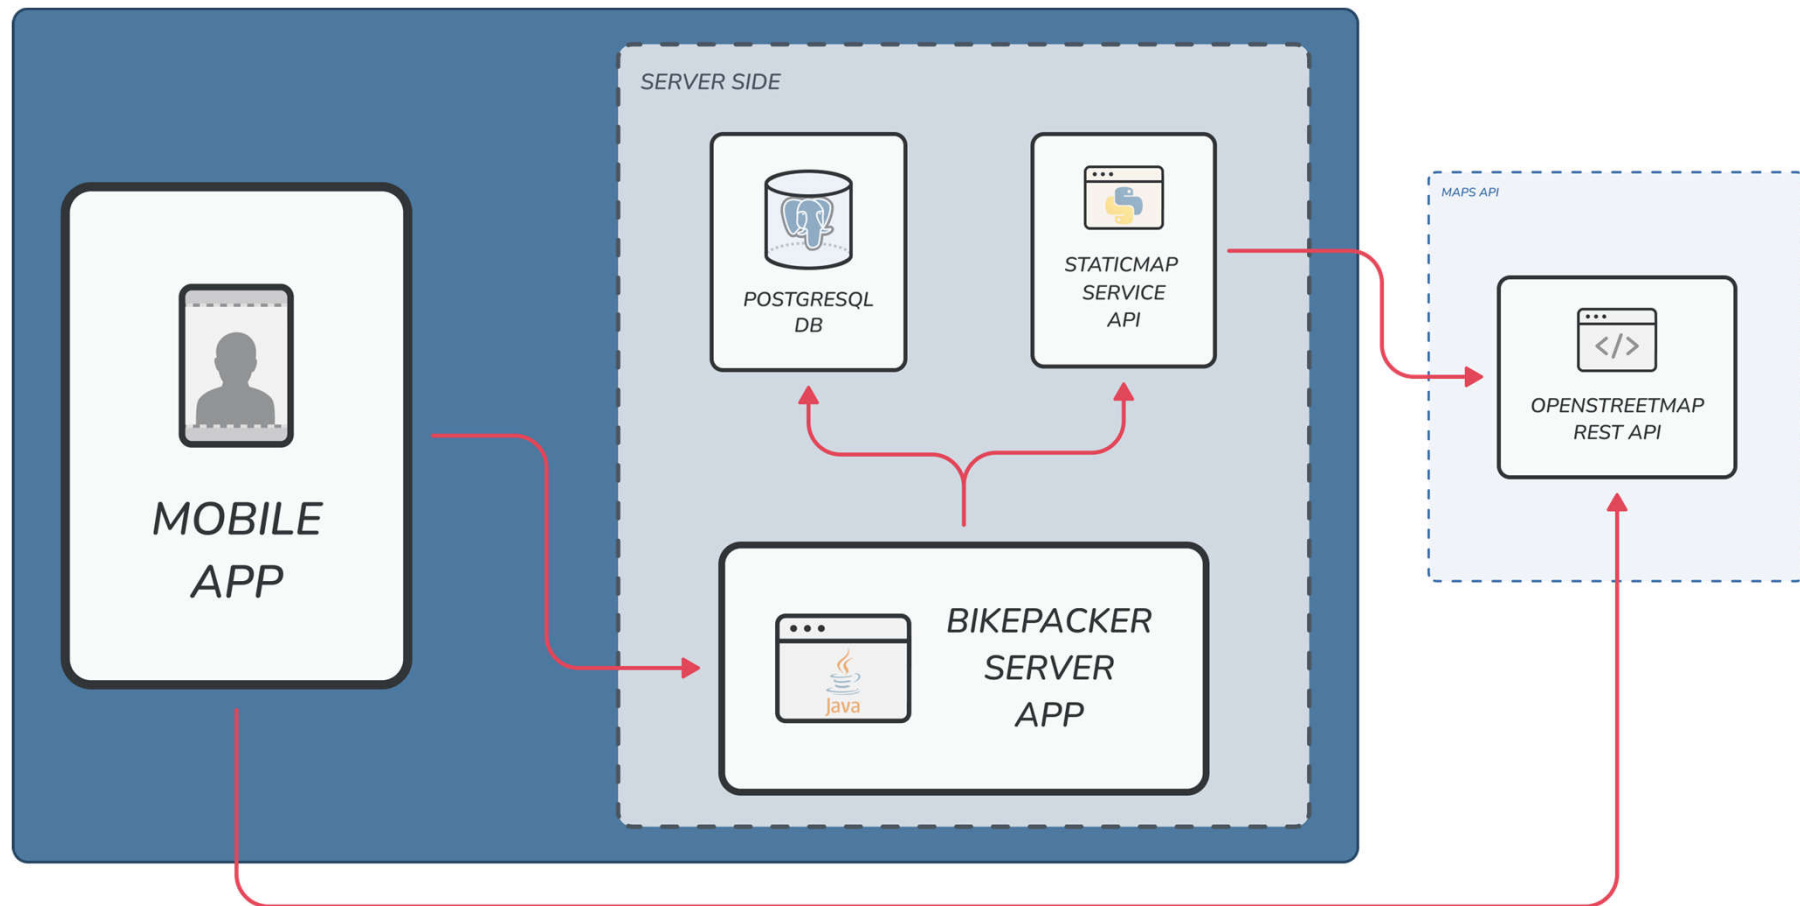 SERVER SIDE
POSTGRESQL
DB
STATICMAP
SERVICE
API
MAPS API
OPENSTREETMAP
REST API
MOBILE
APP
Java
BIKEPACKER
SERVER
APP